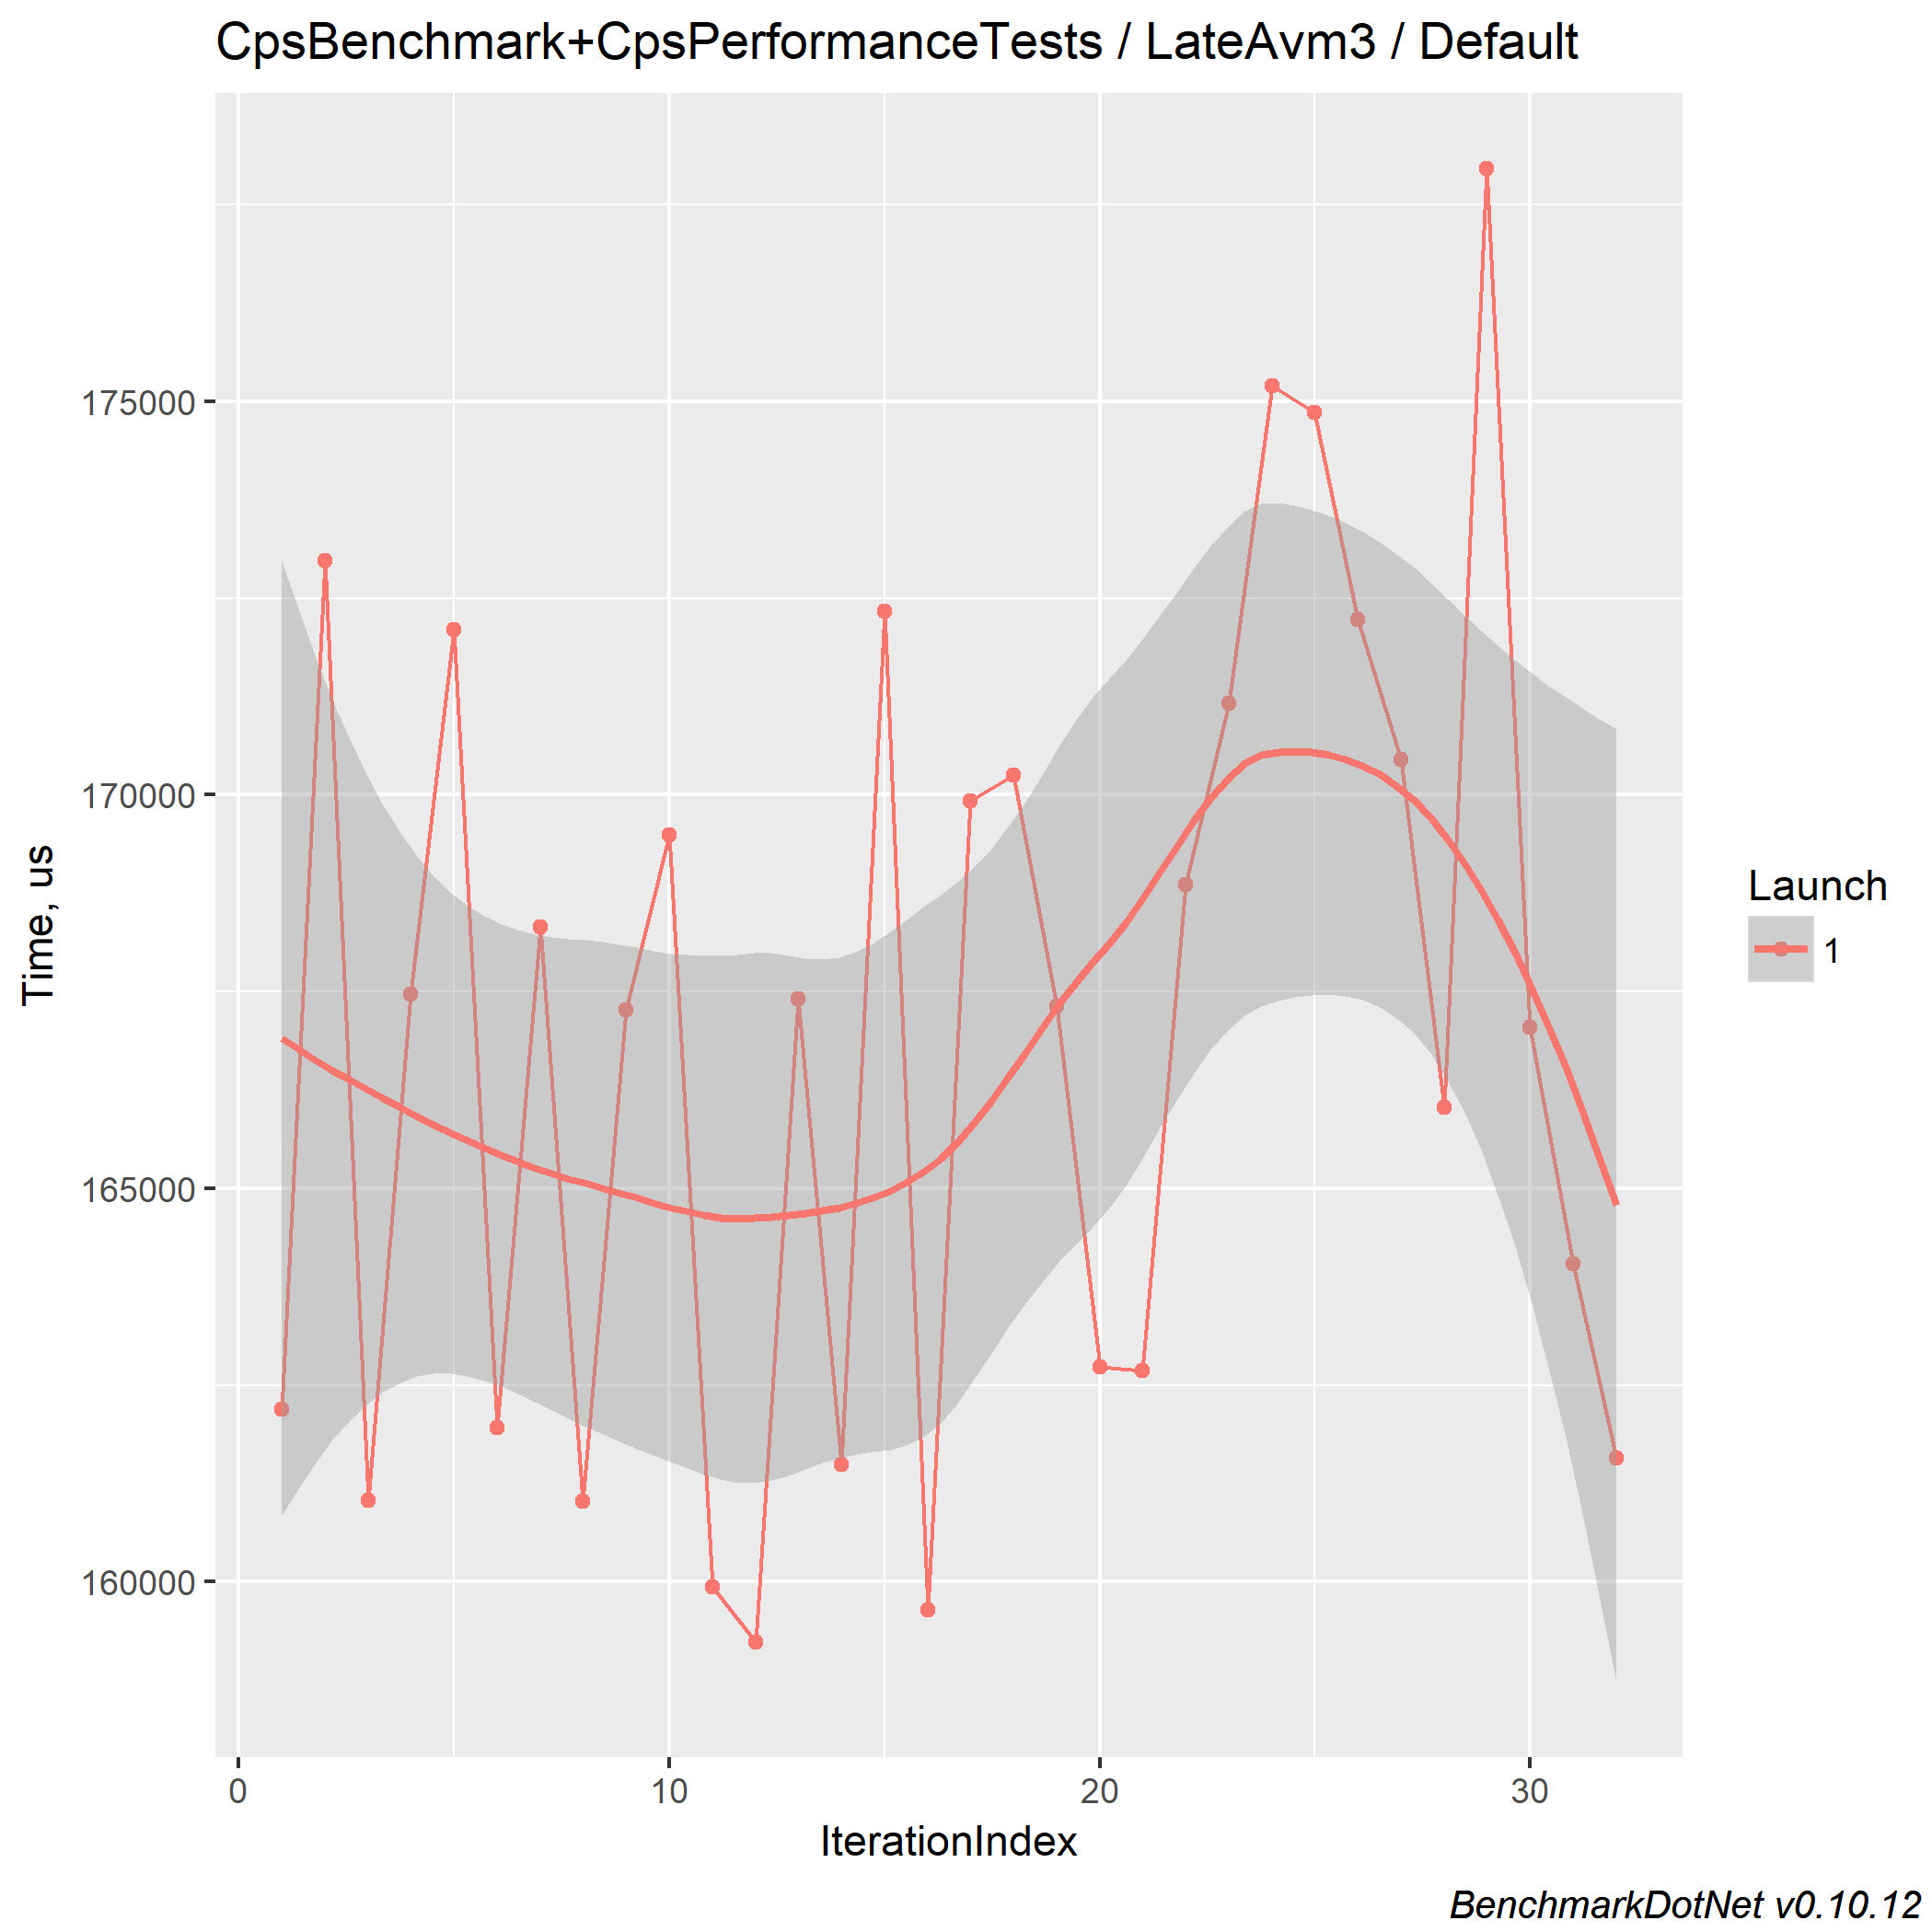 CpsBenchmark+CpsPerformanceTests / LateAvm3 / Default
175000
170000
165000
160000
Time, us
0 10 20 30
IterationIndex
Launch
1
BenchmarkDotNet v0.10.12